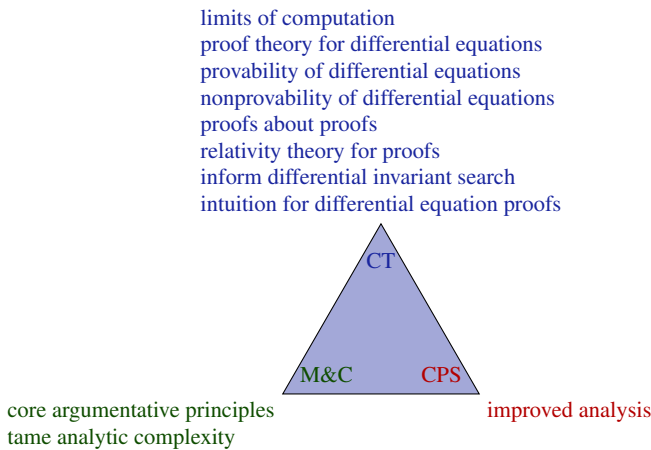 limits of computation
proof theory for differential equations
provability of differential equations
nonprovability of differential equations
proofs about proofs
relativity theory for proofs
inform differential invariant search
intuition for differential equation proofs
CT
M&C
CPS
core argumentative principles
tame analytic complexity
improved analysis